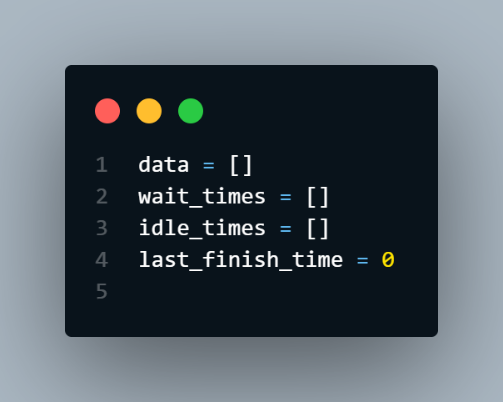 1 data = []
2 wait_times = []
3 idle_times = []
4 last_finish_time = 0
5